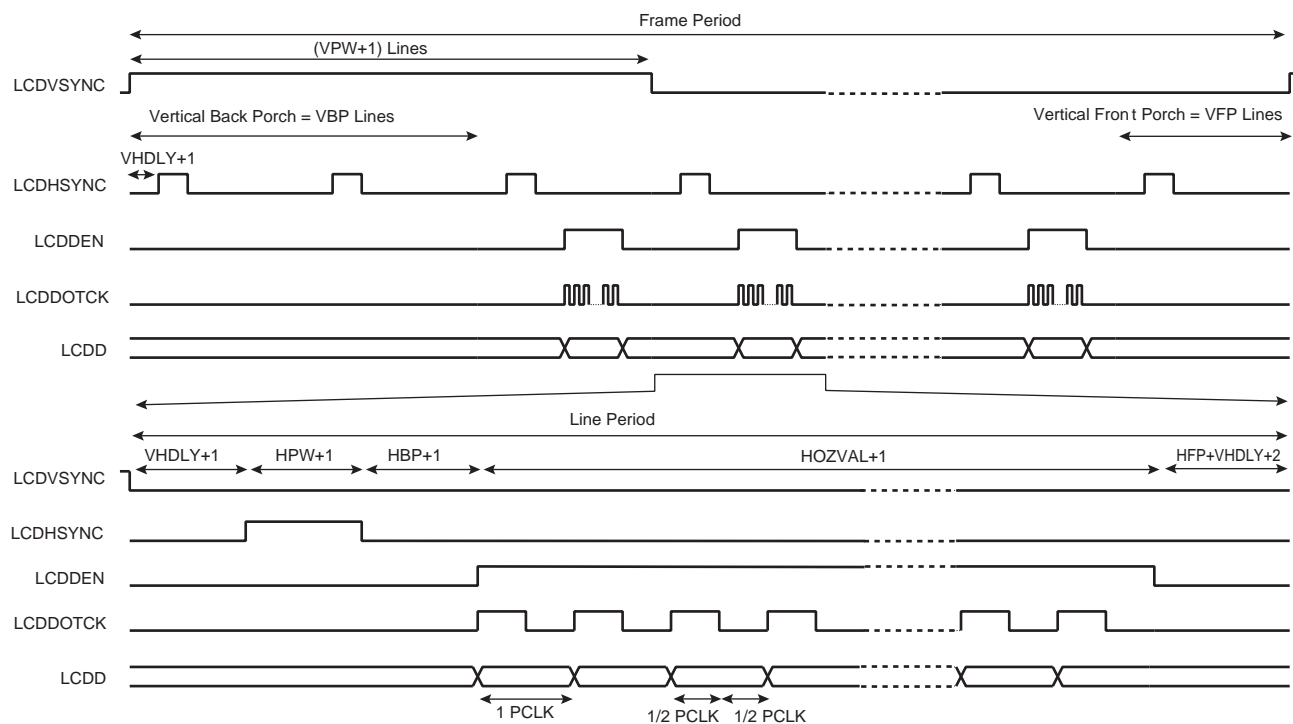 Frame Period
(VPW+1) Lines
LCDVSYNC
Vertical Back Porch = VBP Lines
Vertical Front Porch = VFP Lines
VHDLY+1
LCDHSYNC
LCDDEN
LCDDOTCK
LCDD
Line Period
VHDLY+1 HPW+1 HBP+1 HOZVAL+1 HFP+VHDLY+2
LCDVSYNC
LCDHSYNC
LCDDEN
LCDDOTCK
LCDD
1 PCLK 1/2 PCLK 1/2 PCLK